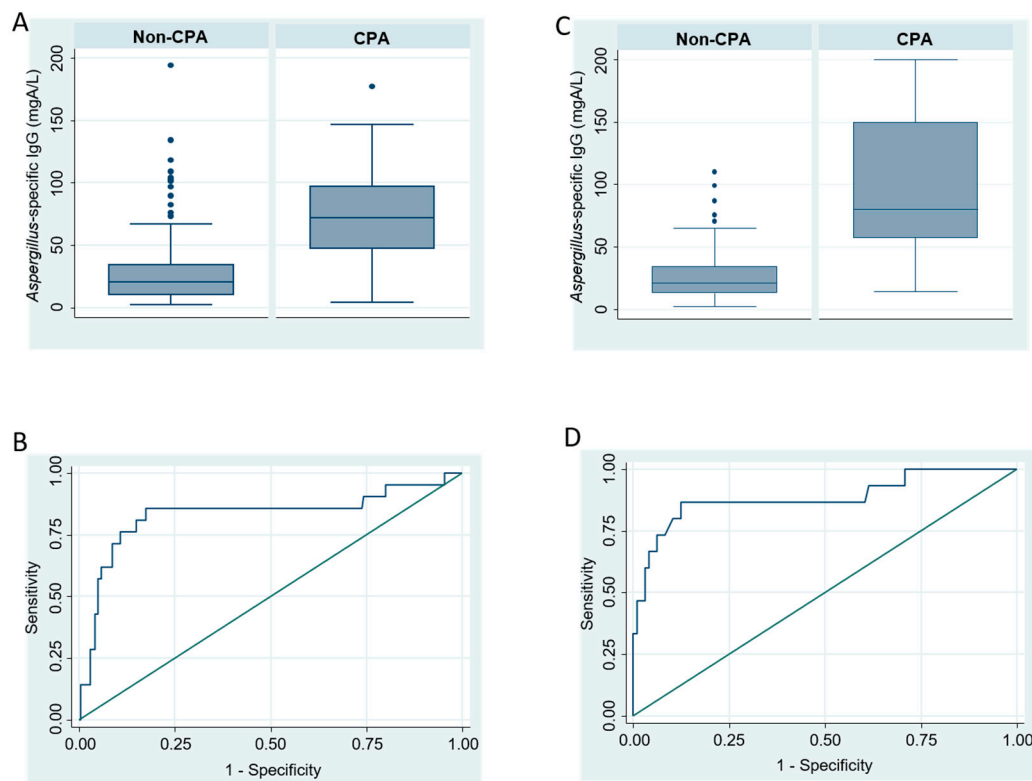 A
Non-CPA CPA
Aspergillus-specific IgG (mgA/L)
200
150
100
50
0
C
Non-CPA CPA
Aspergillus-specific IgG (mgA/L)
200
150
100
50
0
B
Sensitivity
1.00
0.75
0.50
0.25
0.00
0.00 0.25 0.50 0.75 1.00
1 - Specificity
D
Sensitivity
1.00
0.75
0.50
0.25
0.00
0.00 0.25 0.50 0.75 1.00
1 - Specificity